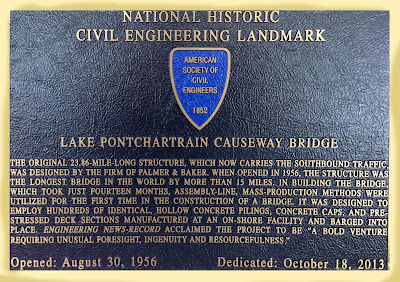 NATIONAL HISTORIC
CIVIL ENGINEERING LANDMARK
AMERICAN
SOCIETY OF
CIVIL
ENGINEERS
1852
LAKE PONTCHARTRAIN CAUSEWAY BRIDGE
THE ORIGINAL 23.86-MILE-LONG STRUCTURE, WHICH NOW CARRIES THE SOUTHBOUND TRAFFIC,
WAS DESIGNED BY THE FIRM OF PALMER & BAKER. WHEN OPENED IN 1956, THE STRUCTURE WAS
THE LONGEST BRIDGE IN THE WORLD BY MORE THAN 15 MILES. IN BUILDING THE BRIDGE,
WHICH TOOK JUST FOURTEEN MONTHS, ASSEMBLY-LINE, MASS-PRODUCTION METHODS WERE
UTILIZED FOR THE FIRST TIME IN THE CONSTRUCTION OF A BRIDGE. IT WAS DESIGNED TO
EMPLOY HUNDREDS OF IDENTICAL, HOLLOW CONCRETE PILINGS, CONCRETE CAPS, AND PRE-
STRESSED DECK SECTIONS MANUFACTURED AT AN ON-SHORE FACILITY AND BARGED INTO
PLACE. ENGINEERING NEWS-RECORD ACCLAIMED THE PROJECT TO BE "A BOLD VENTURE
REQUIRING UNUSUAL FORESIGHT, INGENUITY AND RESOURCEFULNESS."
Opened: August 30, 1956 Dedicated: October 18, 2013